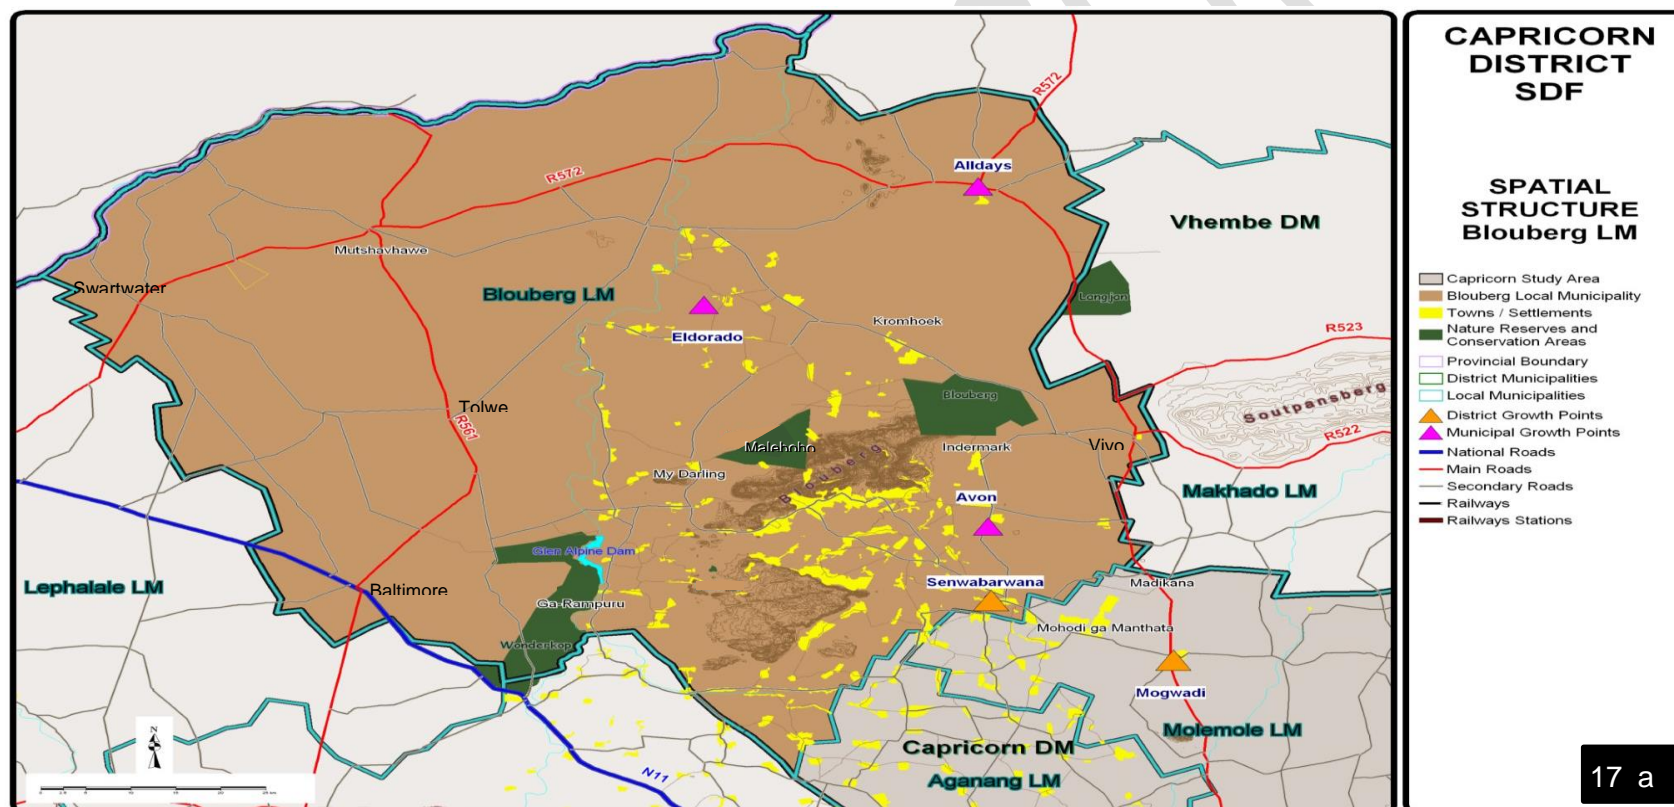 R572
Alldays
R572
Vhembe DM
Mutshavhawe
Swartwater
Blouberg LM
Longjan
Eldorado
Kromhoek
R523
Soutpansberg
Blouberg
Tolwe
R561
R522
Maleboho
Blouberg
Indermark
Vivo
My Darling
Avon
Makhado LM
Glen Alpine Dam
Lephalale LM
Baltimore
Senwabarwana
Madikana
Ga-Rampuru
Mohodi ga Manthata
Wonderkop
Mogwadi
Molemole LM
Capricorn DM
Aganang LM
N11
N
CAPRICORN
DISTRICT
SDF
SPATIAL
STRUCTURE
Blouberg LM
Capricorn Study Area
Blouberg Local Municipality
Towns / Settlements
Nature Reserves and
Conservation Areas
Provincial Boundary
District Municipalities
Local Municipalities
District Growth Points
Municipal Growth Points
National Roads
Main Roads
Secondary Roads
Railways
Railways Stations
17 a